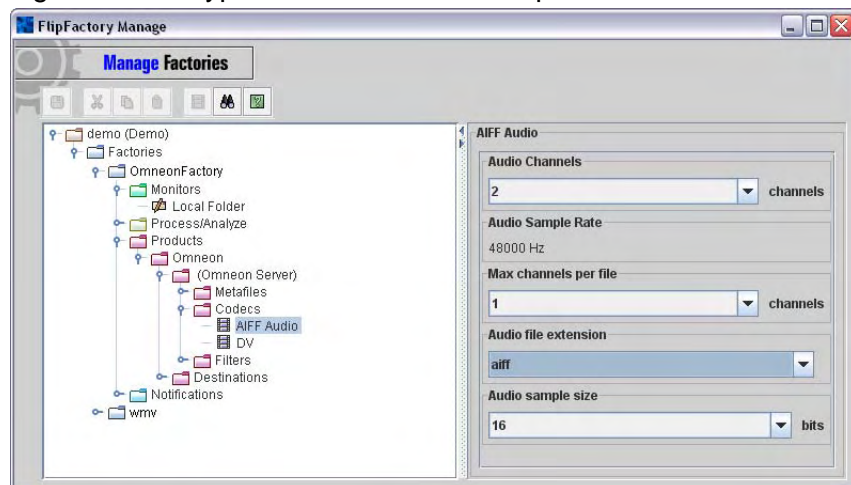 FlipFactory Manage
Manage Factories
demo (Demo)
Factories
OmneonFactory
Monitors
Local Folder
Process/Analyze
Products
Omneon
(Omneon Server)
Metafiles
Codecs
AIFF Audio
DV
Filters
Destinations
Notifications
wmv
AIFF Audio
Audio Channels
2 channels
Audio Sample Rate
48000 Hz
Max channels per file
1 channels
Audio file extension
aiff
Audio sample size
16 bits